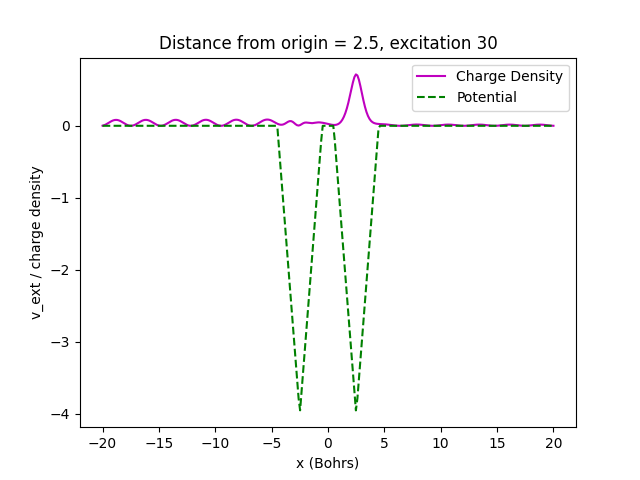 Distance from origin = 2.5, excitation 30
Charge Density
Potential
v_ext / charge density
0
−1
−2
−3
−4
−20
−15
−10
−5
0
5
10
15
20
x (Bohrs)